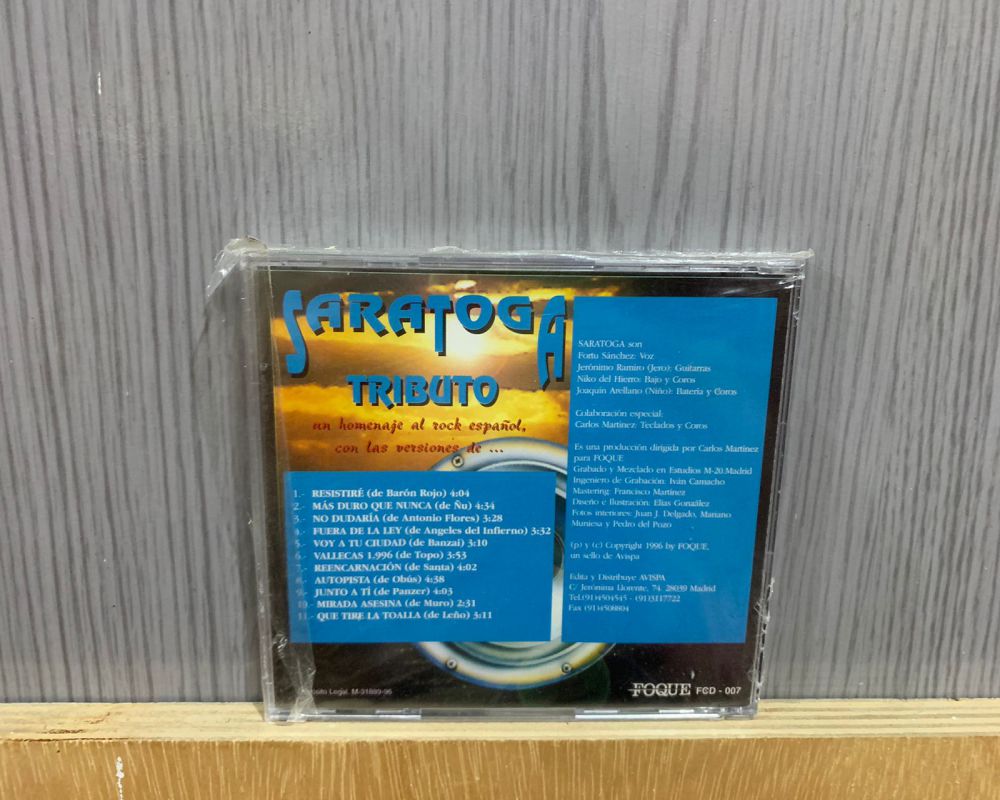 SARATOGA
TRIBUTO
un homenaje al rock español,
con las versiones de ...
1.- RESISTIRÉ (de Barón Rojo) 4:04
2.- MÁS DURO QUE NUNCA (de Ñu) 4:34
3.- NO DUDARÍA (de Antonio Flores) 3:28
4.- FUERA DE LA LEY (de Angeles del Infierno) 3:32
5.- VOY A TU CIUDAD (de Banzai) 3:10
6.- VALLECAS 1.996 (de Topo) 3:53
7.- REENCARNACIÓN (de Santa) 4:02
8.- AUTOPISTA (de Obús) 4:38
9.- JUNTO A TÍ (de Panzer) 4:03
10.- MIRADA ASESINA (de Muro) 2:31
11.- QUE TIRE LA TOALLA (de Leño) 3:11
SARATOGA son
Fortu Sánchez: Voz
Jerónimo Ramiro (Jero): Guitarras
Niko del Hierro: Bajo y Coros
Joaquín Arellano (Niño): Batería y Coros
Colaboración especial:
Carlos Martínez: Teclados y Coros
Es una producción dirigida por Carlos Martínez
para FOQUE
Grabado y Mezclado en Estudios M-20.Madrid
Ingeniero de Grabación: Iván Camacho
Mastering: Francisco Martínez
Diseño e Ilustración: Elías González
Fotos interiores: Juan J. Delgado, Mariano
Muniesa y Pedro del Pozo
(p) y (c) Copyright 1996 by FOQUE,
un sello de Avispa
Edita y Distribuye AVISPA
C/ Jerónima Llorente, 74. 28039 Madrid
Tel.(91)4504545 - (91)3117722
Fax (91)4508804
Legal. M-31889-96
FOQUE FCD - 007